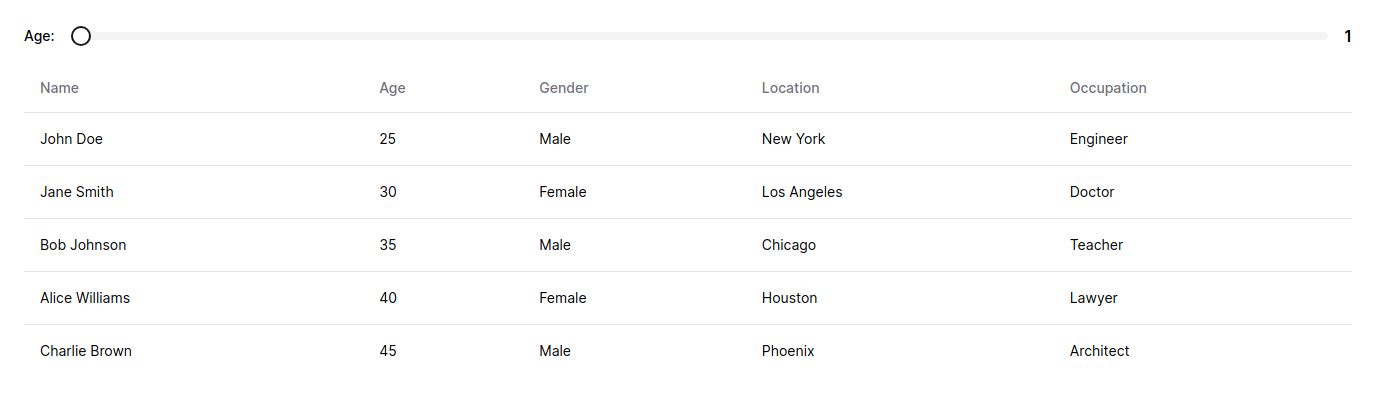 Age: 1
Name Age Gender Location Occupation
John Doe 25 Male New York Engineer
Jane Smith 30 Female Los Angeles Doctor
Bob Johnson 35 Male Chicago Teacher
Alice Williams 40 Female Houston Lawyer
Charlie Brown 45 Male Phoenix Architect